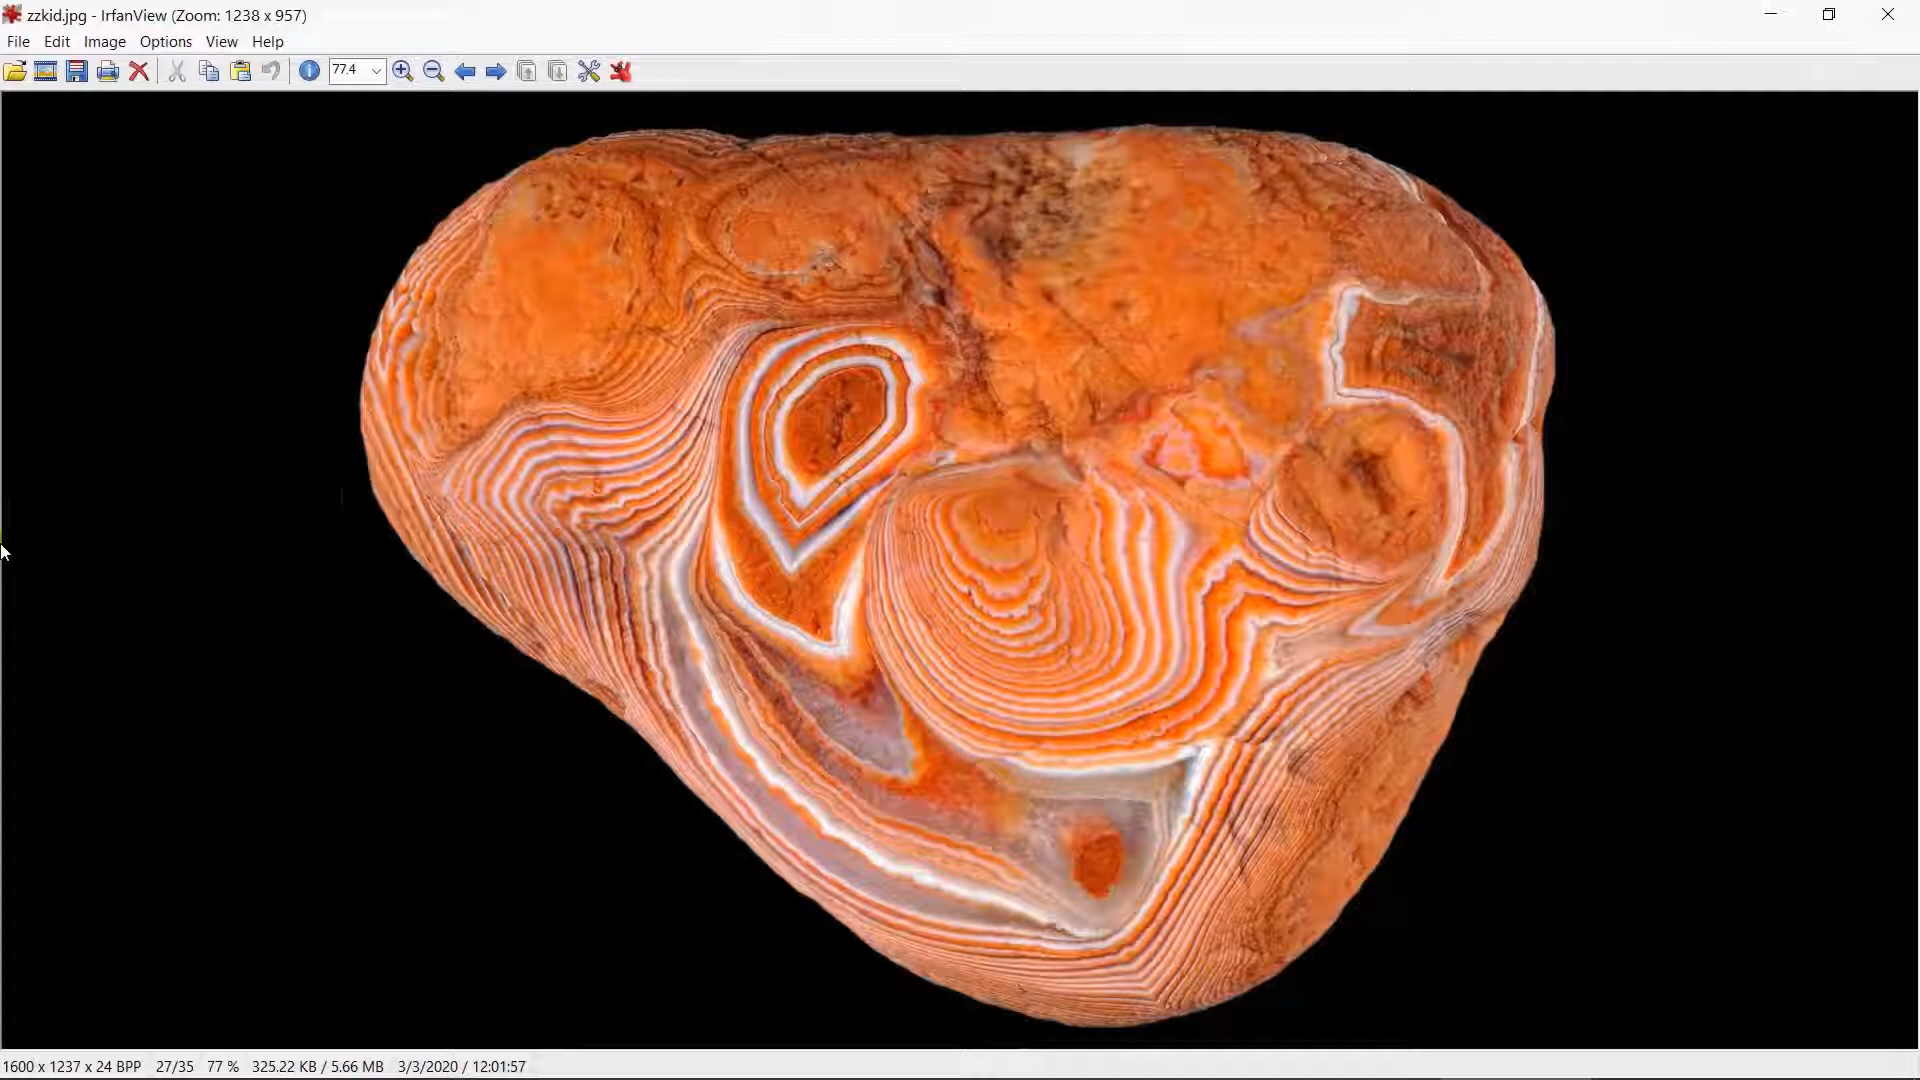 zzkid.jpg - IrfanView (Zoom: 1238 x 957)
File Edit Image Options View Help
77.4
1600 x 1237 x 24 BPP 27/35 77 % 325.22 KB / 5.66 MB 3/3/2020 / 12:01:57